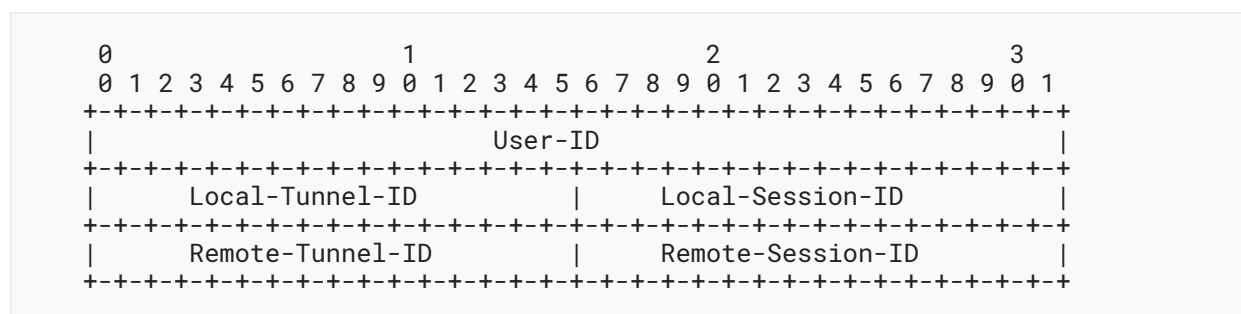 0                   1                   2                   3
 0 1 2 3 4 5 6 7 8 9 0 1 2 3 4 5 6 7 8 9 0 1 2 3 4 5 6 7 8 9 0 1
+-+-+-+-+-+-+-+-+-+-+-+-+-+-+-+-+-+-+-+-+-+-+-+-+-+-+-+-+-+-+-+-+
|                          User-ID                              |
+-+-+-+-+-+-+-+-+-+-+-+-+-+-+-+-+-+-+-+-+-+-+-+-+-+-+-+-+-+-+-+-+
|      Local-Tunnel-ID          |     Local-Session-ID          |
+-+-+-+-+-+-+-+-+-+-+-+-+-+-+-+-+-+-+-+-+-+-+-+-+-+-+-+-+-+-+-+-+
|      Remote-Tunnel-ID         |     Remote-Session-ID         |
+-+-+-+-+-+-+-+-+-+-+-+-+-+-+-+-+-+-+-+-+-+-+-+-+-+-+-+-+-+-+-+-+